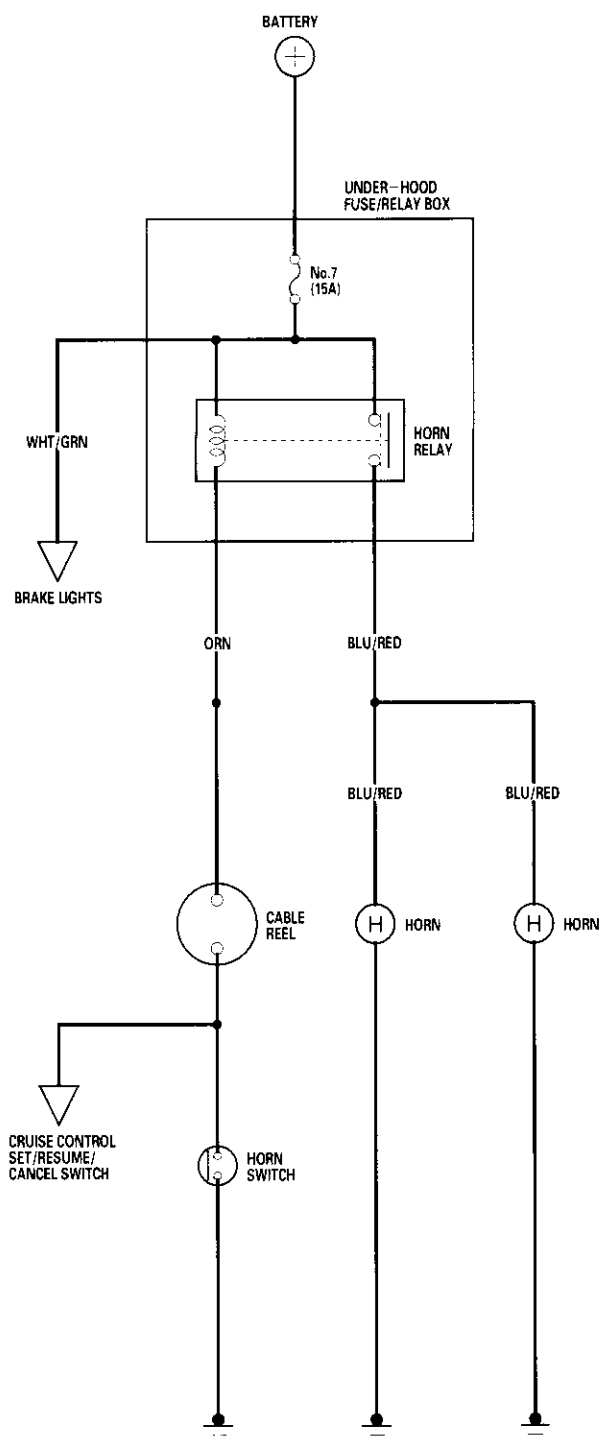 BATTERY
UNDER-HOOD
FUSE/RELAY BOX
No.7
(15A)
HORN
RELAY
WHT/GRN
BRAKE LIGHTS
ORN
BLU/RED
BLU/RED
BLU/RED
CABLE
REEL
H
HORN
H
HORN
CRUISE CONTROL
SET/RESUME/
CANCEL SWITCH
HORN
SWITCH